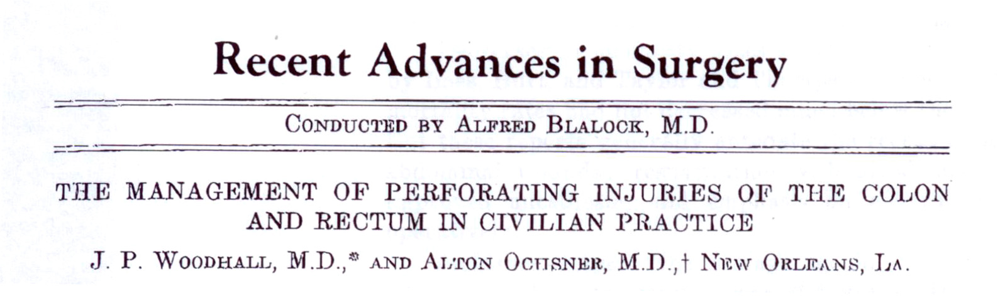 Recent Advances in Surgery
CONDUCTED BY ALFRED BLALOCK, M.D.
THE MANAGEMENT OF PERFORATING INJURIES OF THE COLON
AND RECTUM IN CIVILIAN PRACTICE
J. P. WOODHALL, M.D.,* AND ALTON OCHSNER, M.D.,† NEW ORLEANS, LA.